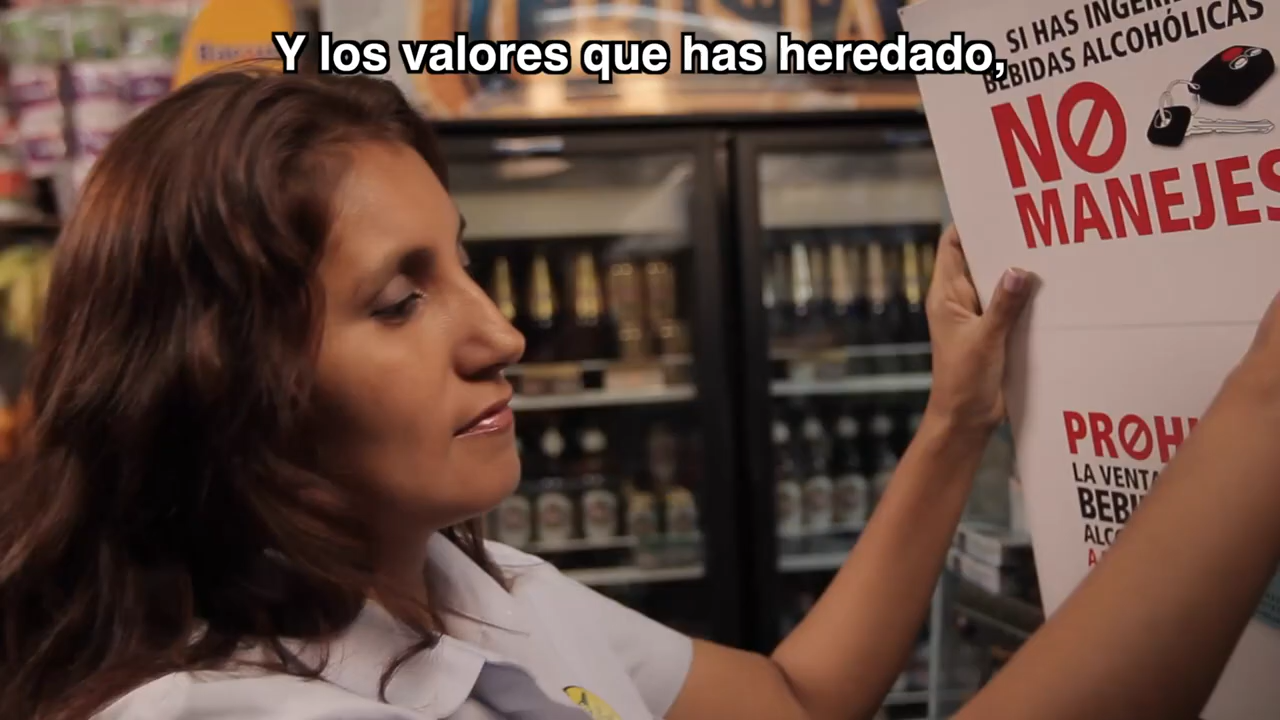 Y los valores que has heredado,
SI HAS INGERI
BEBIDAS ALCOHÓLICAS
NO
MANEJES
PROH
LA VENTA
BEBI
ALC
A